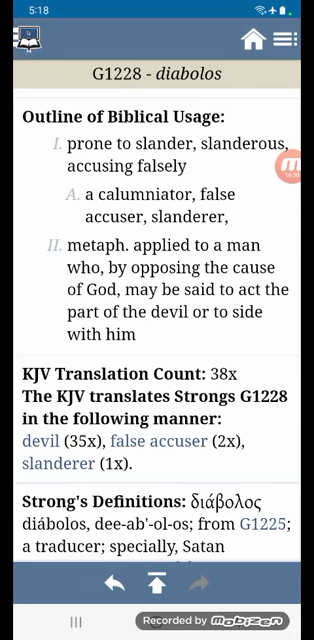 5:18
G1228 - diabolos
Outline of Biblical Usage:
I. prone to slander, slanderous,
accusing falsely
A. a calumniator, false
accuser, slanderer,
II. metaph. applied to a man
who, by opposing the cause
of God, may be said to act the
part of the devil or to side
with him
KJV Translation Count: 38x
The KJV translates Strongs G1228
in the following manner:
devil (35x), false accuser (2x),
slanderer (1x).
Strong's Definitions: διάβολος
diábolos, dee-ab'-ol-os; from G1225;
a traducer; specially, Satan
Recorded by mobizen